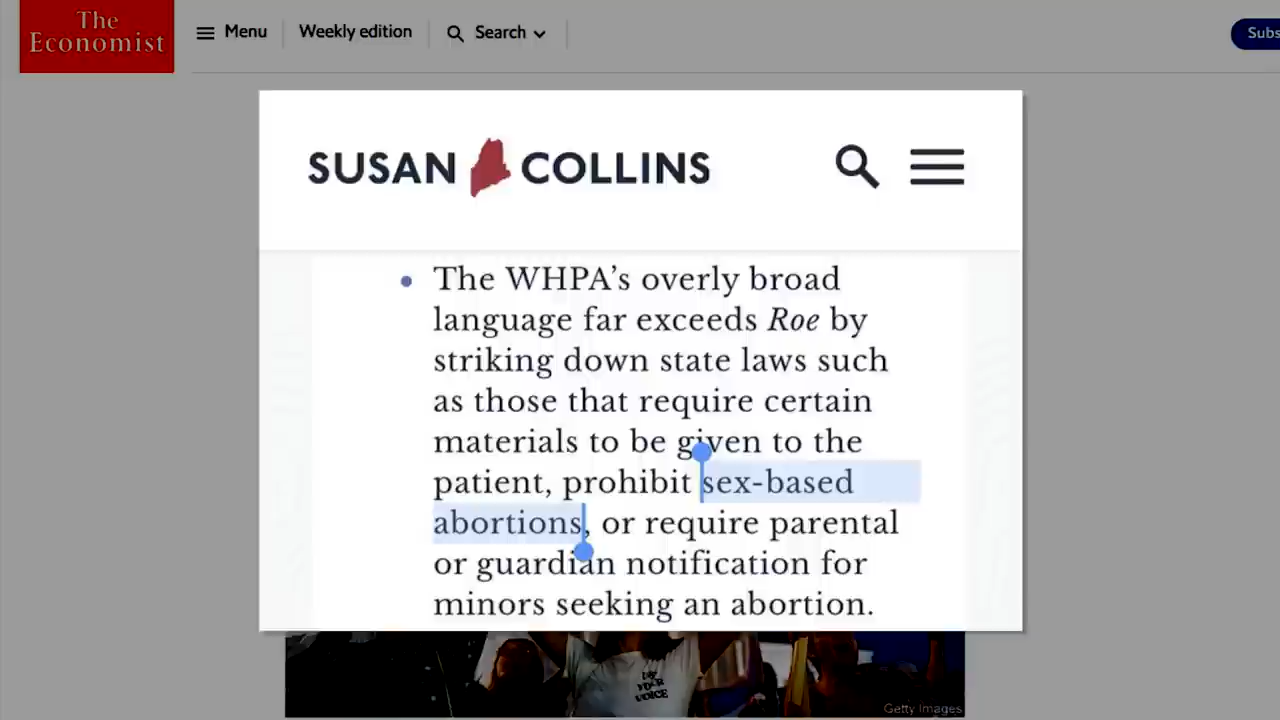 The
Economist
Menu
Weekly edition
Search
Subs
SUSAN COLLINS
The WHPA’s overly broad
language far exceeds Roe by
striking down state laws such
as those that require certain
materials to be given to the
patient, prohibit sex-based
abortions, or require parental
or guardian notification for
minors seeking an abortion.
YOUR
VOICE
Getty Images